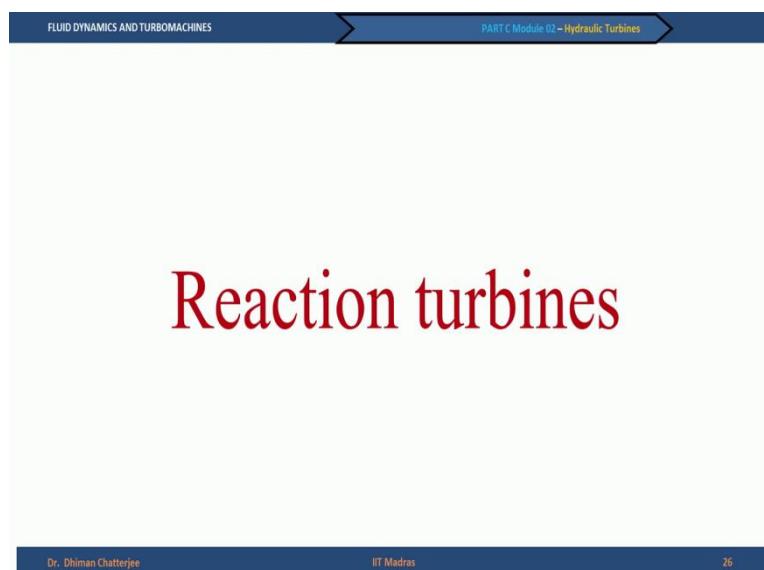 FLUID DYNAMICS AND TURBOMACHINES
PART C Module 02 – Hydraulic Turbines
Reaction turbines
Dr. Dhiman Chatterjee
IIT Madras
26